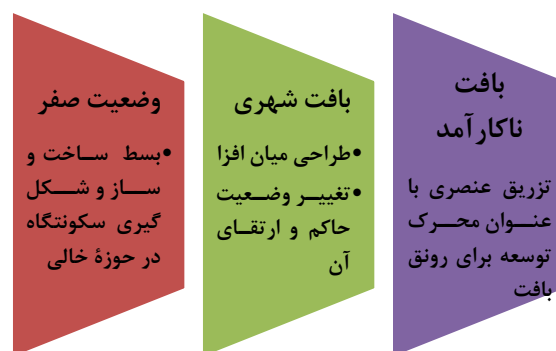 بافت
ناکارآمد
تزریق عنصری با
عنوان محرک
توسعه برای رونق
بافت
بافت شهری
•طراحی میان افزا
•تغییر وضعیت
حاکم و ارتقای
آن
وضعیت صفر
•بسط ساخت و
ساز و شکل
گیری سکونتگاه
در حوزۀ خالی